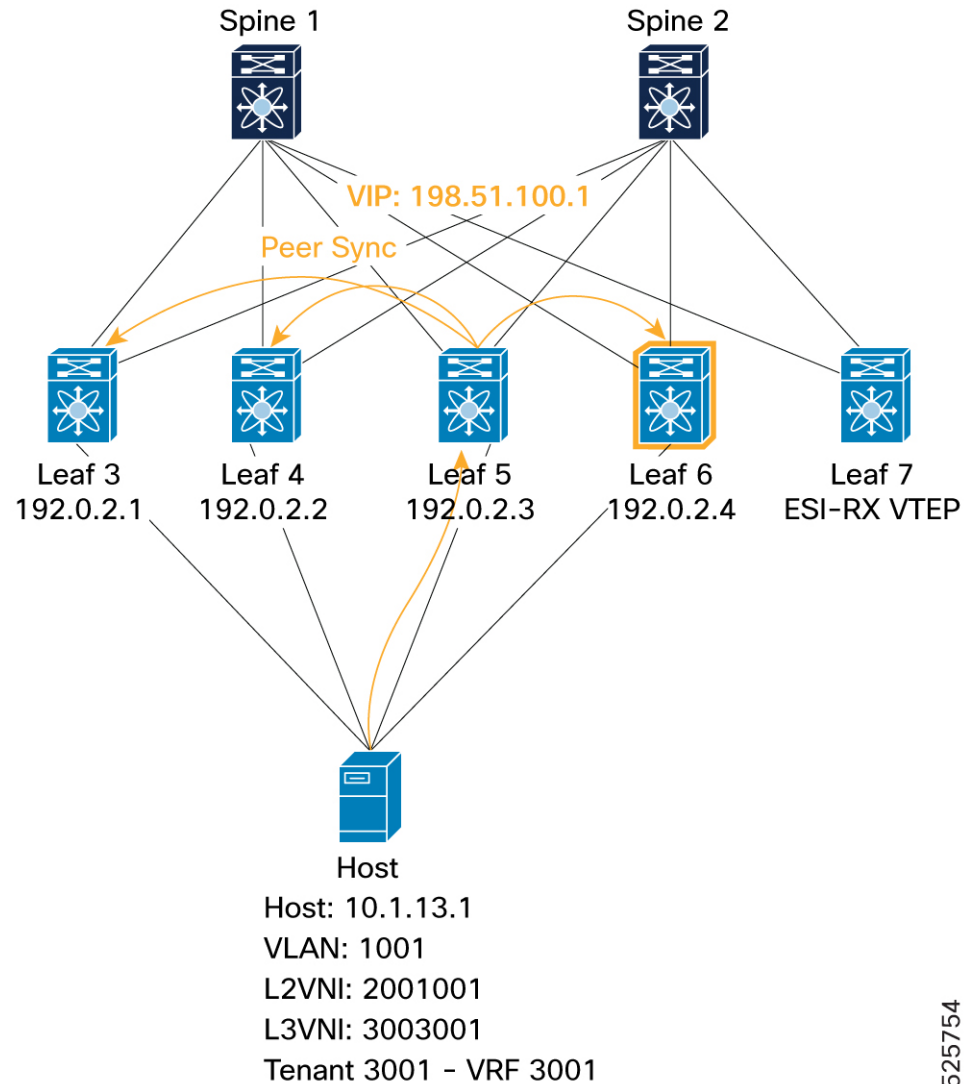 Spine 1
Spine 2
VIP: 198.51.100.1
Peer Sync
Leaf 3
192.0.2.1
Leaf 4
192.0.2.2
Leaf 5
192.0.2.3
Leaf 6
192.0.2.4
Leaf 7
ESI-RX VTEP
Host
Host: 10.1.13.1
VLAN: 1001
L2VNI: 2001001
L3VNI: 3003001
Tenant 3001 - VRF 3001
525754